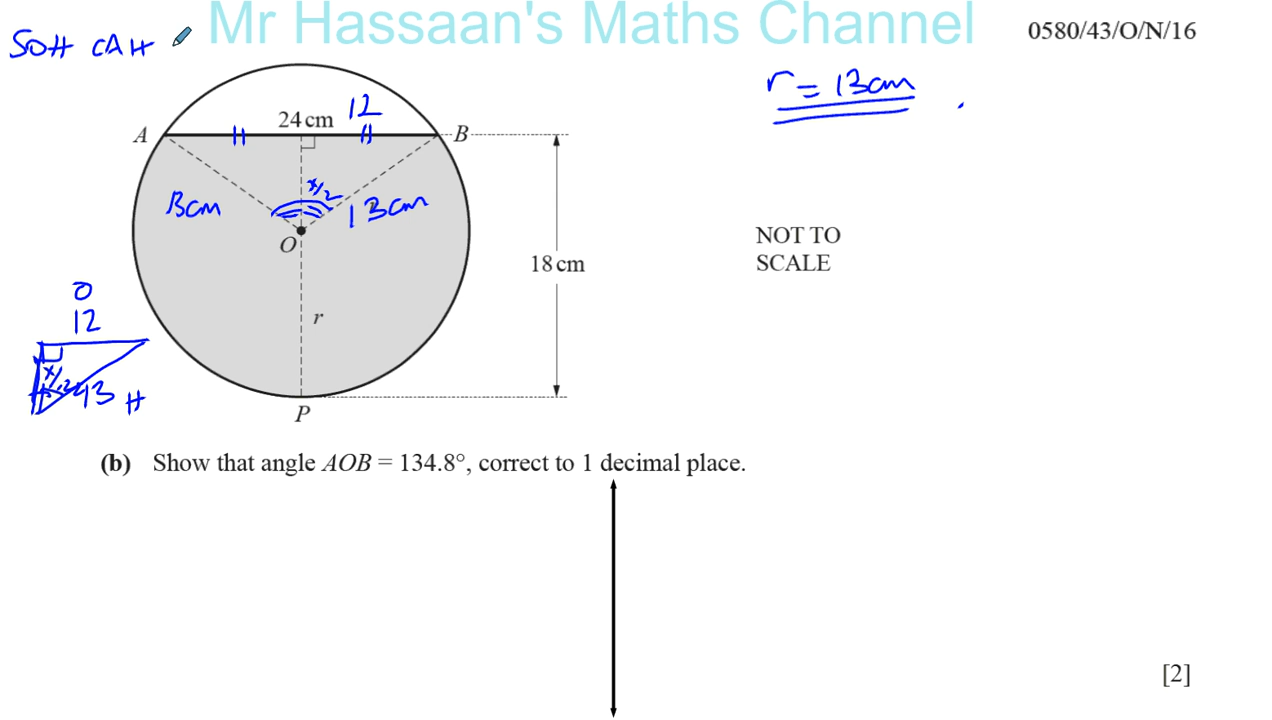 Mr Hassaan's Maths Channel
0580/43/O/N/16
SOH CAH
r = 13cm
24 cm
12
A
B
x/2
13cm
13cm
O
r
18 cm
NOT TO
SCALE
O
12
x/2
13 H
P
(b) Show that angle AOB = 134.8°, correct to 1 decimal place.
[2]